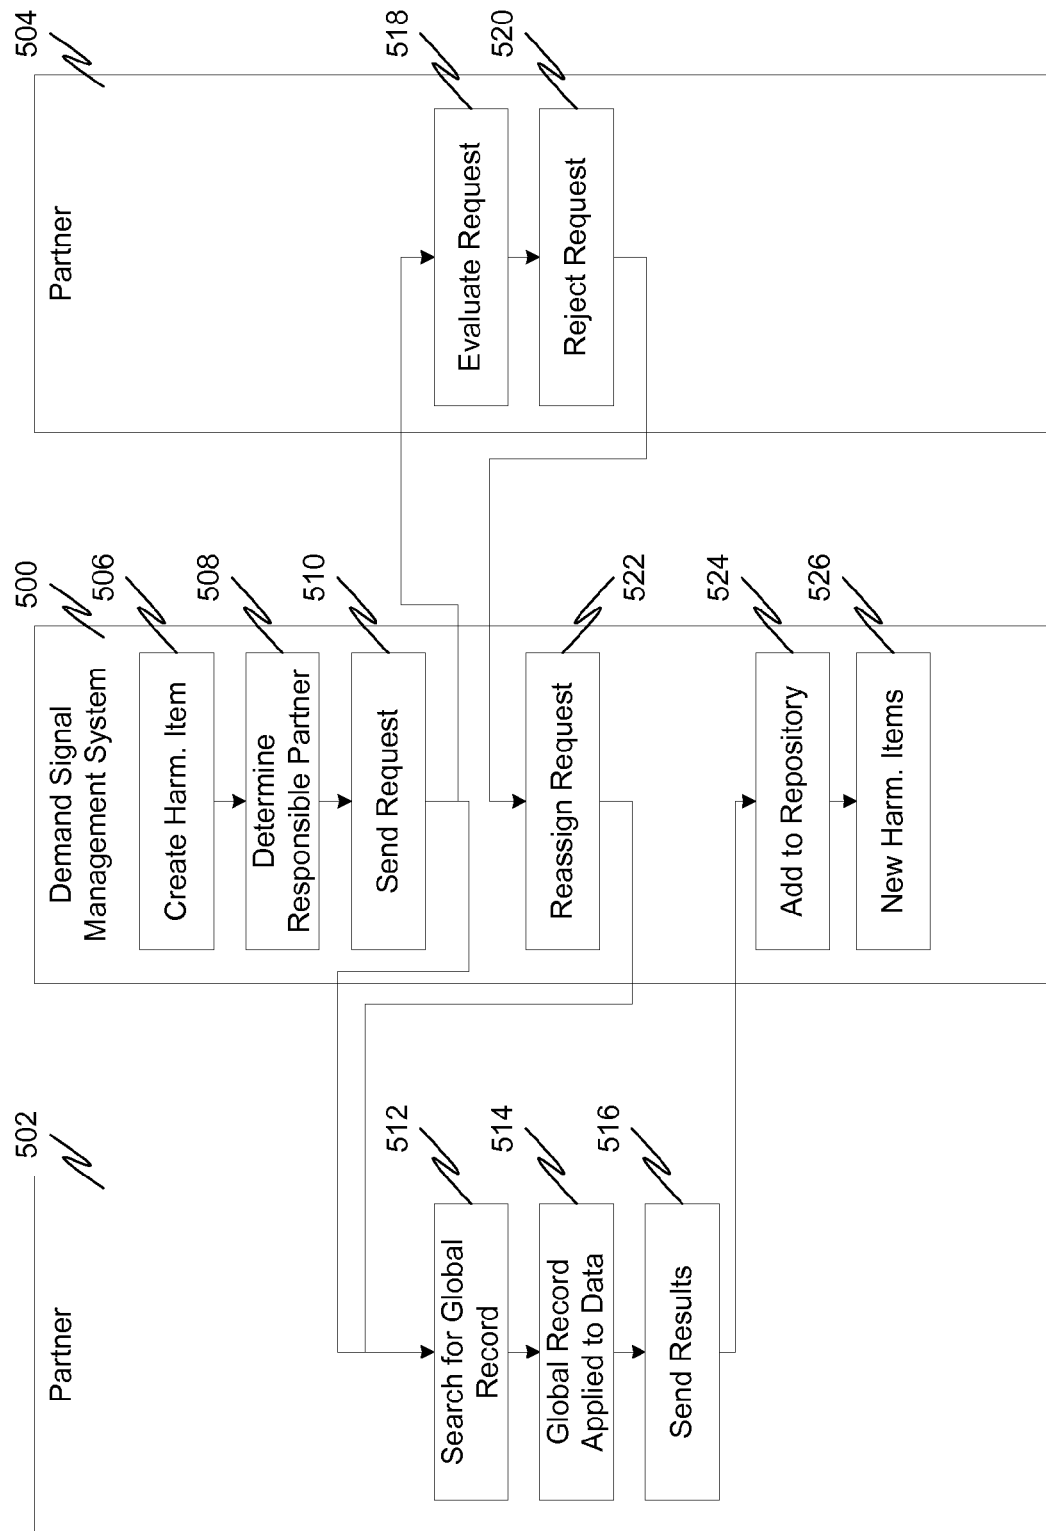 502
Partner
512
Search for Global
Record
514
Global Record
Applied to Data
516
Send Results
500
Demand Signal
Management System
506
Create Harm. Item
508
Determine
Responsible Partner
510
Send Request
522
Reassign Request
524
Add to Repository
526
New Harm. Items
504
Partner
518
Evaluate Request
520
Reject Request